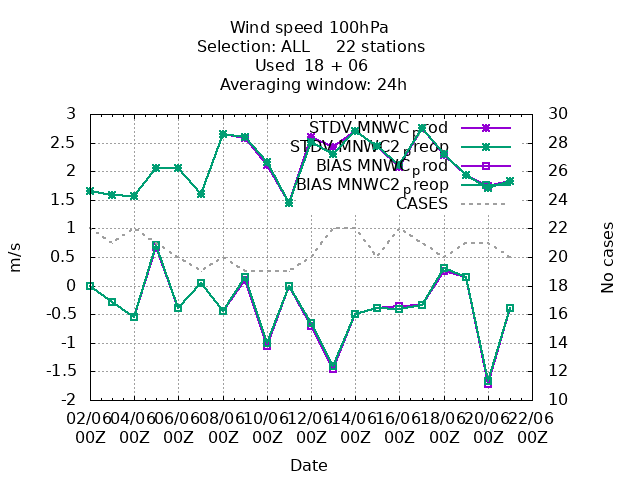 Wind speed 100hPa
Selection: ALL 22 stations
Used 18 + 06
Averaging window: 24h
3 30
STDV MNWC_prod
2.5 28
STDV MNWC2_preop
2 26
BIAS MNWC_prod
BIAS MNWC2_preop
1.5 24
CASES
1 22
0.5 20
0 18
-0.5 16
-1 14
-1.5 12
-2 10
m/s
No cases
02/06 04/06 06/06 08/06 10/06 12/06 14/06 16/06 18/06 20/06 22/06
00Z 00Z 00Z 00Z 00Z 00Z 00Z 00Z 00Z 00Z 00Z
Date